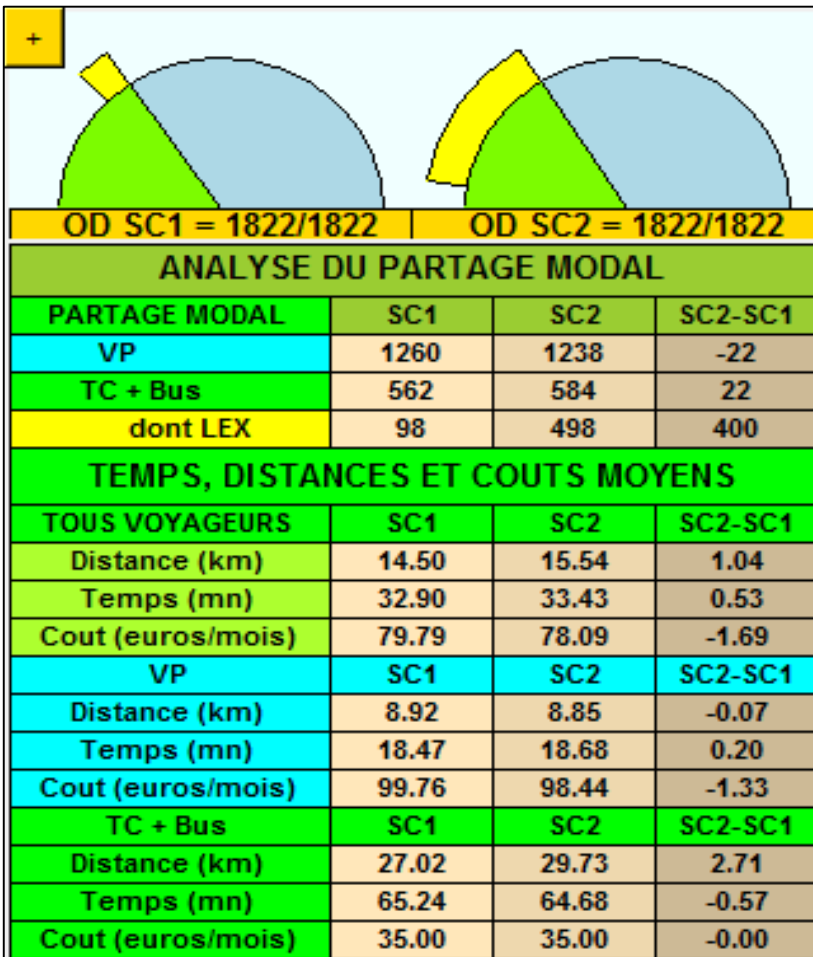 +
OD SC1 = 1822/1822 OD SC2 = 1822/1822
ANALYSE DU PARTAGE MODAL
PARTAGE MODAL SC1 SC2 SC2-SC1
VP 1260 1238 -22
TC + Bus 562 584 22
dont LEX 98 498 400
TEMPS, DISTANCES ET COUTS MOYENS
TOUS VOYAGEURS SC1 SC2 SC2-SC1
Distance (km) 14.50 15.54 1.04
Temps (mn) 32.90 33.43 0.53
Cout (euros/mois) 79.79 78.09 -1.69
VP SC1 SC2 SC2-SC1
Distance (km) 8.92 8.85 -0.07
Temps (mn) 18.47 18.68 0.20
Cout (euros/mois) 99.76 98.44 -1.33
TC + Bus SC1 SC2 SC2-SC1
Distance (km) 27.02 29.73 2.71
Temps (mn) 65.24 64.68 -0.57
Cout (euros/mois) 35.00 35.00 -0.00